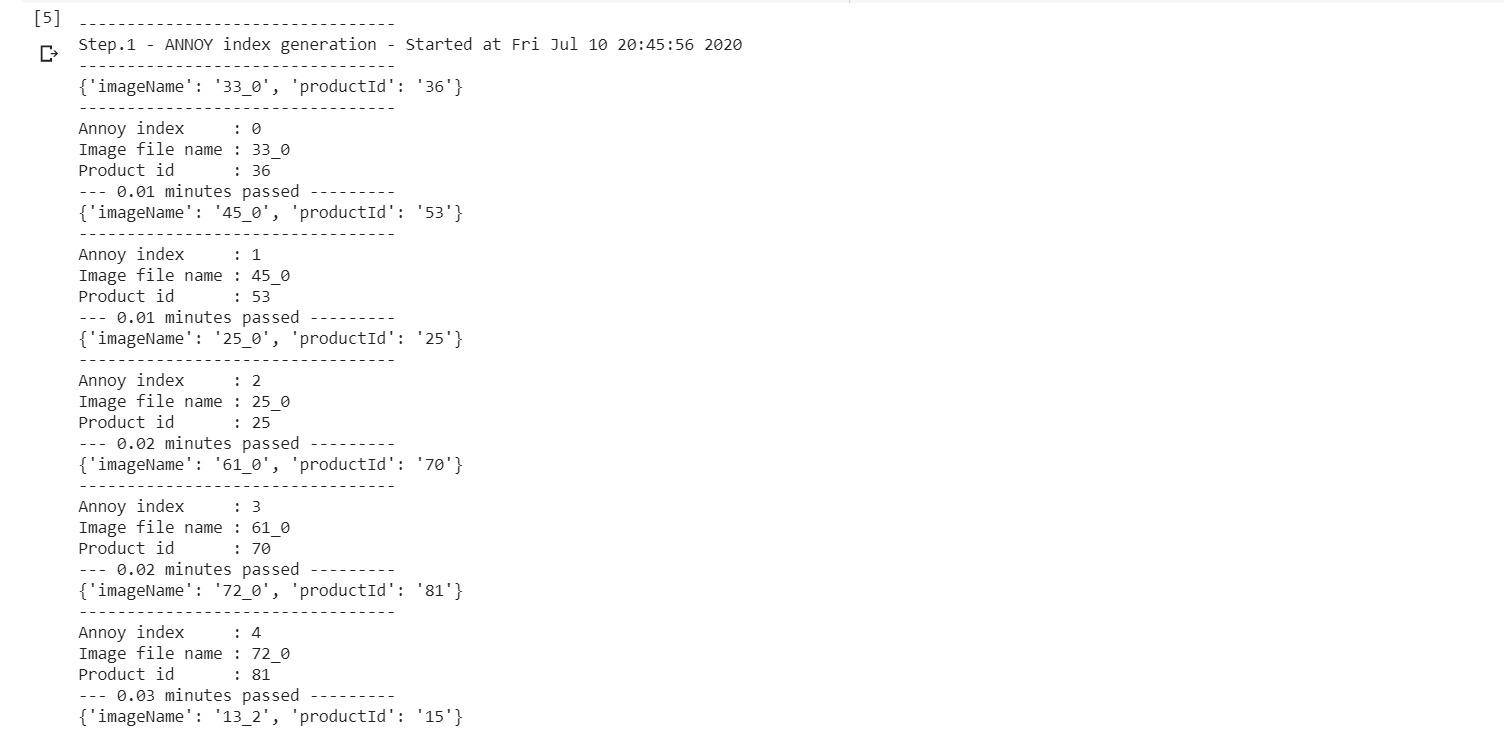 [5] ---------------------------------
Step.1 - ANNOY index generation - Started at Fri Jul 10 20:45:56 2020
---------------------------------
{'imageName': '33_0', 'productId': '36'}
---------------------------------
Annoy index     : 0
Image file name : 33_0
Product id      : 36
--- 0.01 minutes passed ---------
{'imageName': '45_0', 'productId': '53'}
---------------------------------
Annoy index     : 1
Image file name : 45_0
Product id      : 53
--- 0.01 minutes passed ---------
{'imageName': '25_0', 'productId': '25'}
---------------------------------
Annoy index     : 2
Image file name : 25_0
Product id      : 25
--- 0.02 minutes passed ---------
{'imageName': '61_0', 'productId': '70'}
---------------------------------
Annoy index     : 3
Image file name : 61_0
Product id      : 70
--- 0.02 minutes passed ---------
{'imageName': '72_0', 'productId': '81'}
---------------------------------
Annoy index     : 4
Image file name : 72_0
Product id      : 81
--- 0.03 minutes passed ---------
{'imageName': '13_2', 'productId': '15'}